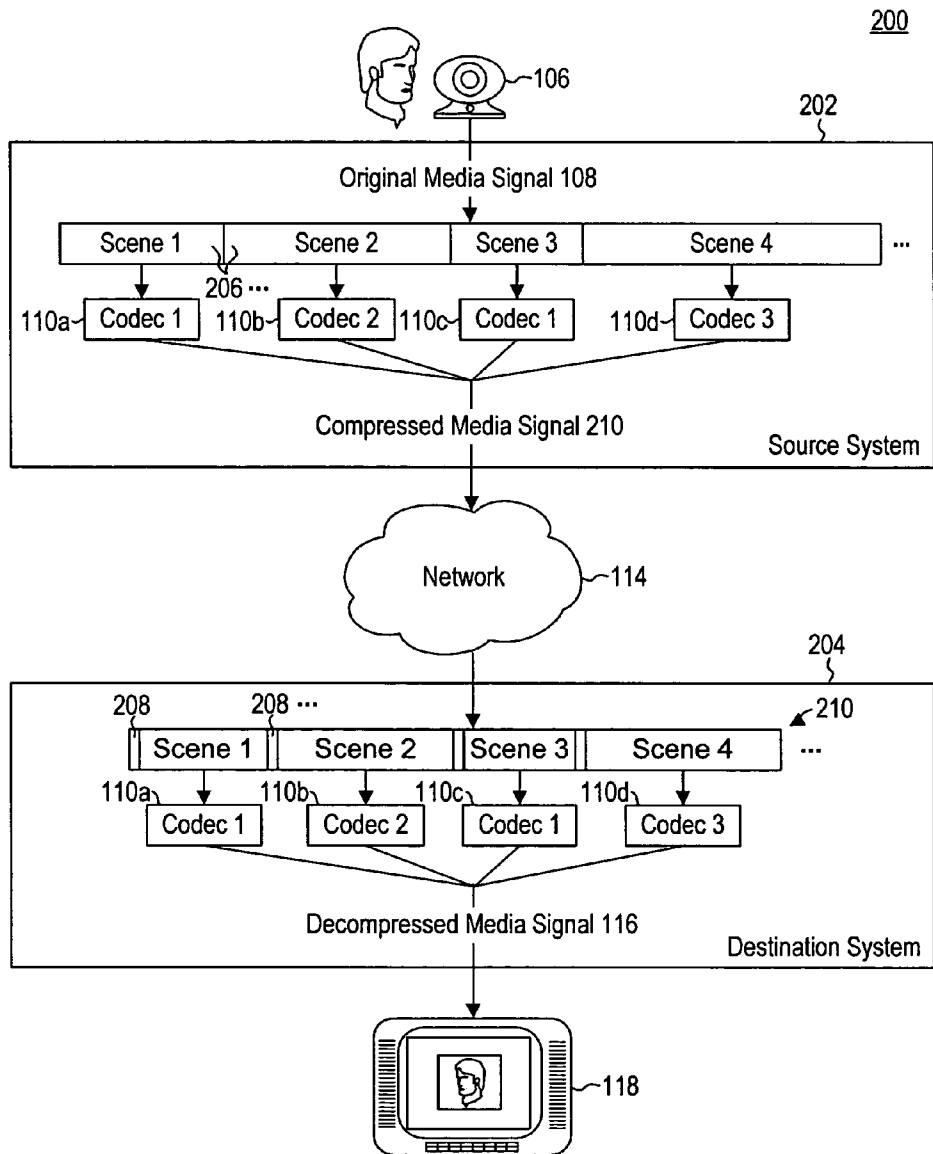 200
106
202
Original Media Signal 108
Scene 1 Scene 2 Scene 3 Scene 4 ...
206 ...
110a Codec 1 110b Codec 2 110c Codec 1 110d Codec 3
Compressed Media Signal 210
Source System
Network 114
204
208 208 ... 210
Scene 1 Scene 2 Scene 3 Scene 4 ...
110a 110b 110c 110d
Codec 1 Codec 2 Codec 1 Codec 3
Decompressed Media Signal 116
Destination System
118